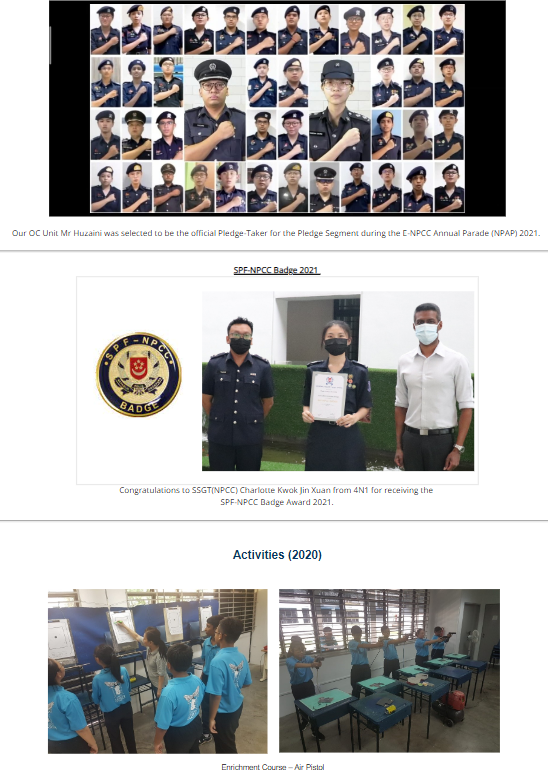 Our OC Unit Mr Huzaini was selected to be the official Pledge-Taker for the Pledge Segment during the E-NPCC Annual Parade (NPAP) 2021.
SPF-NPCC Badge 2021
SPF-NPCC
BADGE
Congratulations to SSGT(NPCC) Charlotte Kwok Jin Xuan from 4N1 for receiving the
SPF-NPCC Badge Award 2021.
Activities (2020)
Enrichment Course – Air Pistol